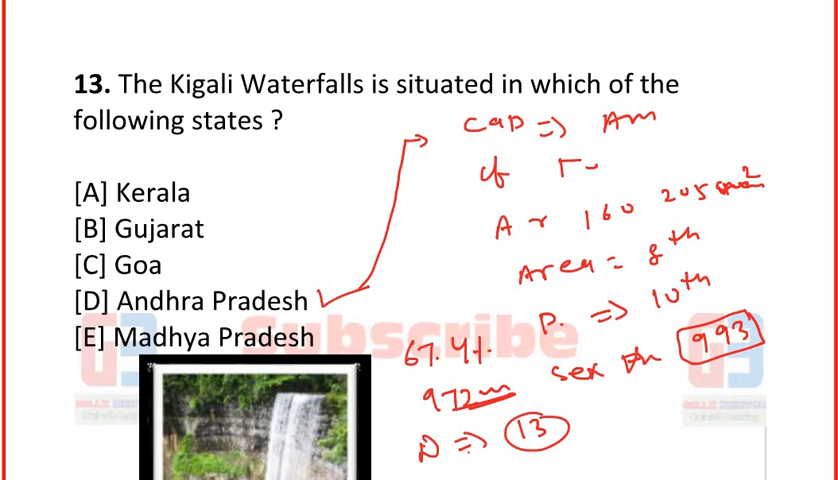 13. The Kigali Waterfalls is situated in which of the
following states ?
[A] Kerala
[B] Gujarat
[C] Goa
[D] Andhra Pradesh
[E] Madhya Pradesh
Cap => Am
Ar 160 205
Area = 8th
P. => 10th
67.4%.
sex 993
972
D => 13
Subscribe